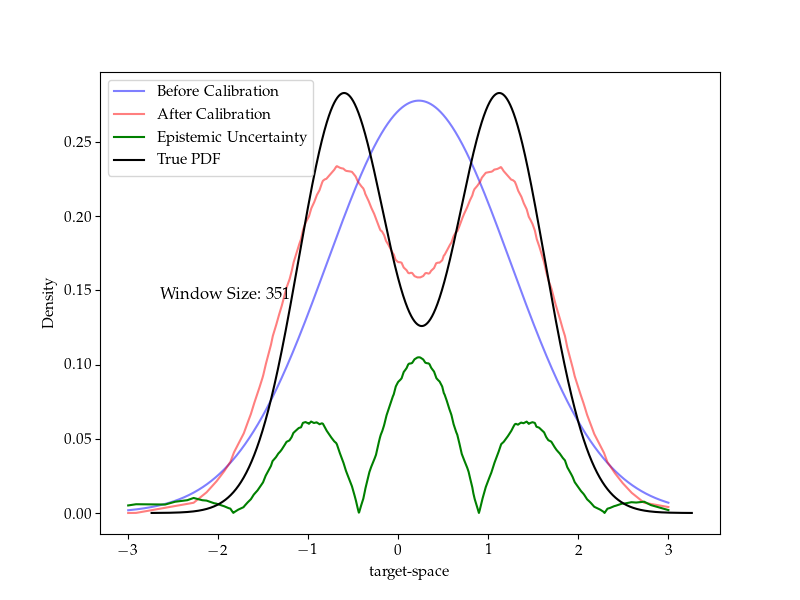 Before Calibration
After Calibration
Epistemic Uncertainty
True PDF
Window Size: 351
Density
0.25
0.20
0.15
0.10
0.05
0.00
−3
−2
−1
0
1
2
3
target-space